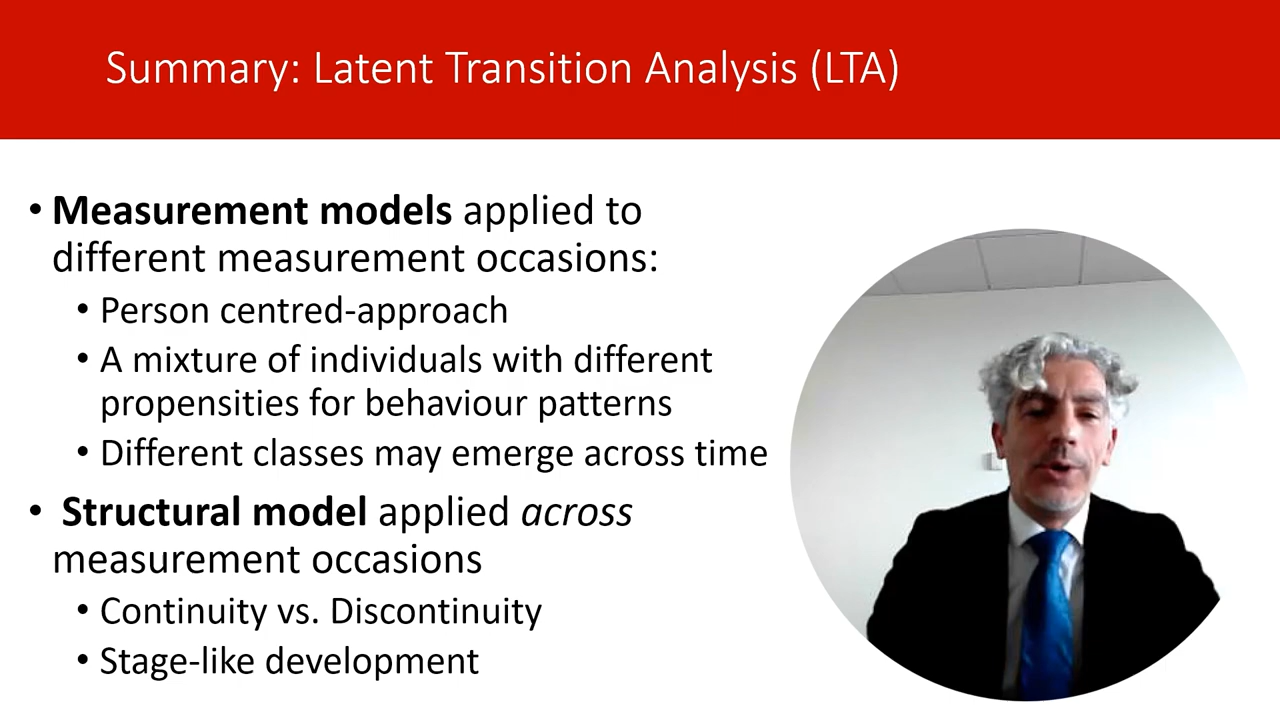 Summary: Latent Transition Analysis (LTA)
• Measurement models applied to
different measurement occasions:
• Person centred-approach
• A mixture of individuals with different
propensities for behaviour patterns
• Different classes may emerge across time
• Structural model applied across
measurement occasions
• Continuity vs. Discontinuity
• Stage-like development